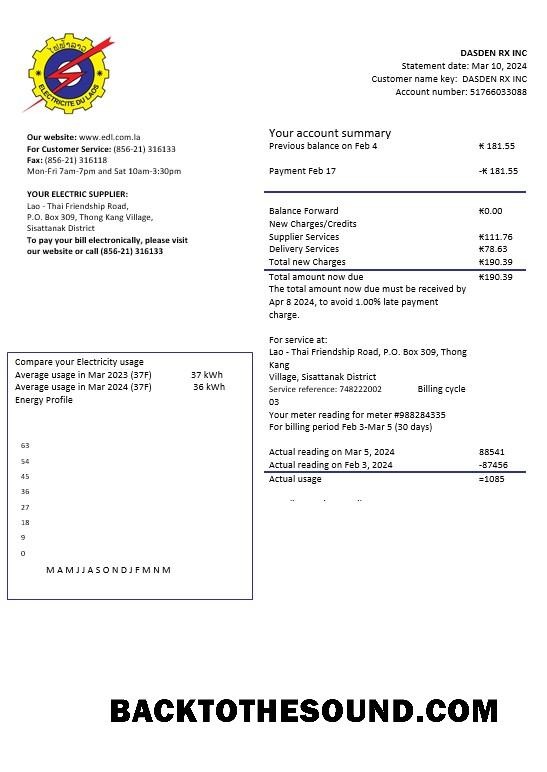 ໄຟຟ້າລາວ
ELECTRICITE DU LAOS
DASDEN RX INC
Statement date: Mar 10, 2024
Customer name key: DASDEN RX INC
Account number: 51766033088
Our website: www.edl.com.la
For Customer Service: (856-21) 316133
Fax: (856-21) 316118
Mon-Fri 7am-7pm and Sat 10am-3:30pm
YOUR ELECTRIC SUPPLIER:
Lao - Thai Friendship Road,
P.O. Box 309, Thong Kang Village,
Sisattanak District
To pay your bill electronically, please visit
our website or call (856-21) 316133
Your account summary
Previous balance on Feb 4 ₭ 181.55
Payment Feb 17 -₭ 181.55
Balance Forward ₭0.00
New Charges/Credits
Supplier Services ₭111.76
Delivery Services ₭78.63
Total new Charges ₭190.39
Total amount now due ₭190.39
The total amount now due must be received by
Apr 8 2024, to avoid 1.00% late payment
charge.
For service at:
Lao - Thai Friendship Road, P.O. Box 309, Thong
Kang
Village, Sisattanak District
Service reference: 748222002 Billing cycle
03
Your meter reading for meter #988284335
For billing period Feb 3-Mar 5 (30 days)
Actual reading on Mar 5, 2024 88541
Actual reading on Feb 3, 2024 -87456
Actual usage =1085
Compare your Electricity usage
Average usage in Mar 2023 (37F) 37 kWh
Average usage in Mar 2024 (37F) 36 kWh
Energy Profile
63
54
45
36
27
18
9
0
M A M J J A S O N D J F M N M
BACKTOTHESOUND.COM